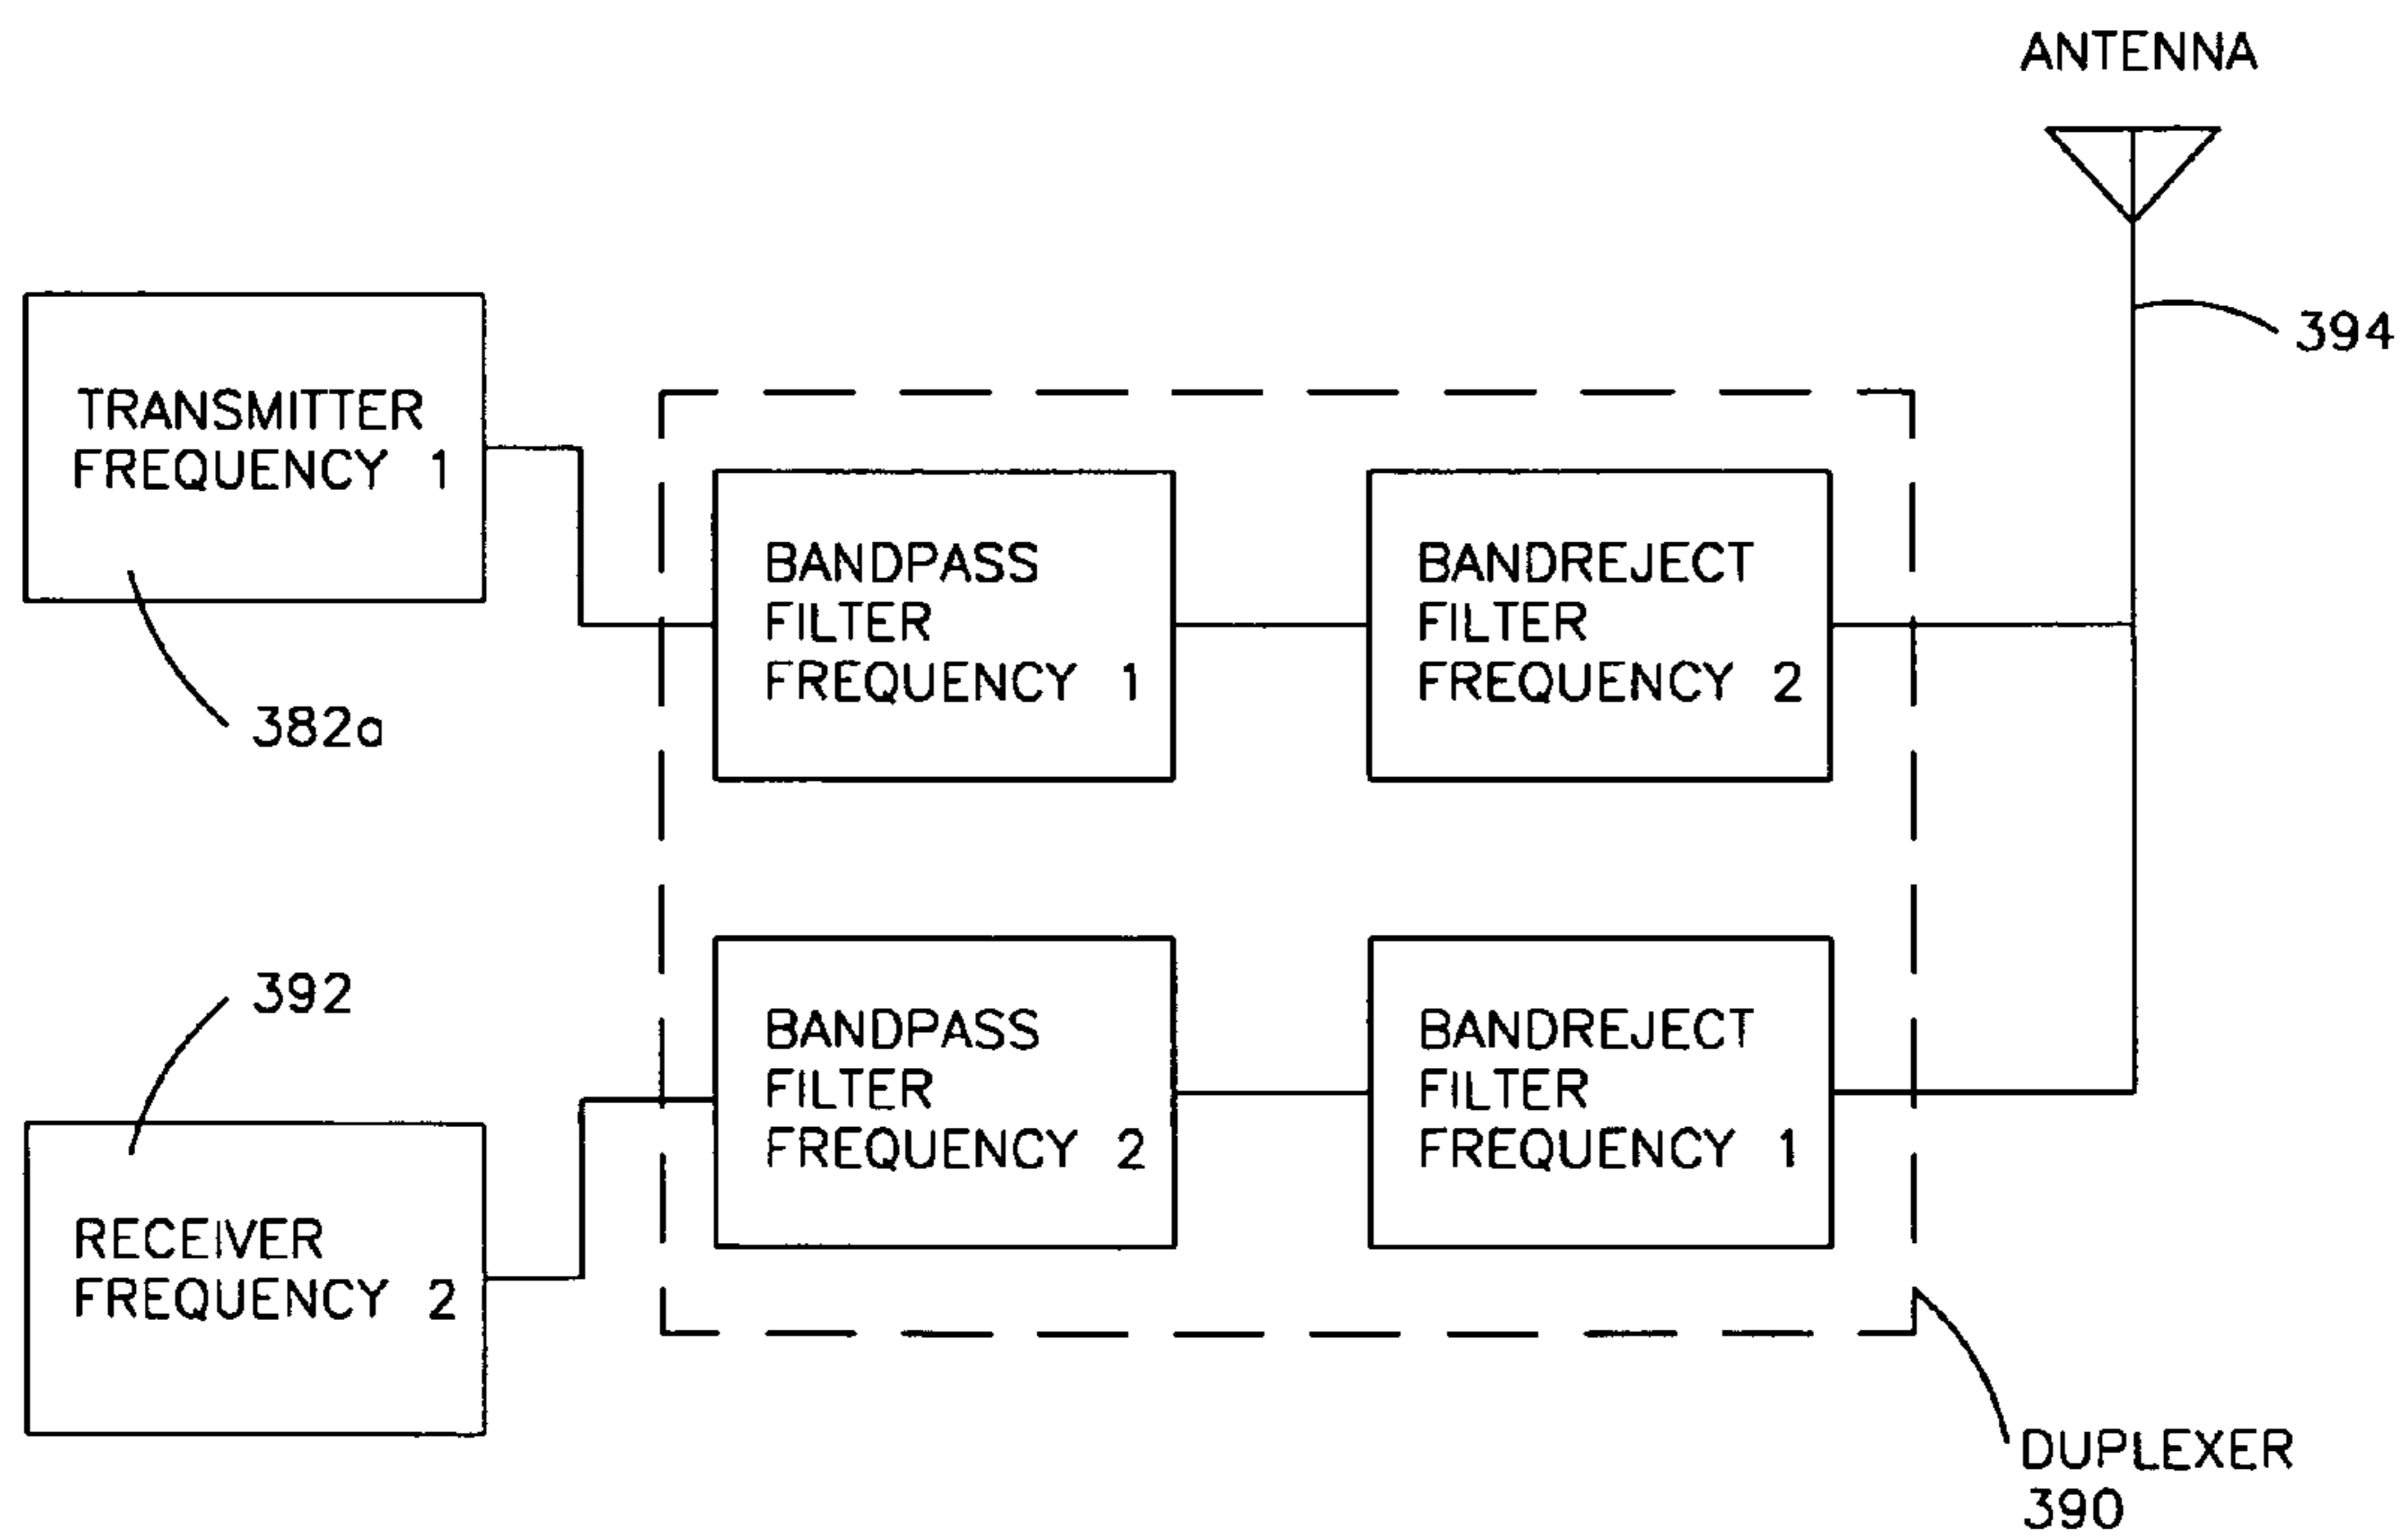 ANTENNA
394
TRANSMITTER
FREQUENCY 1
382a
BANDPASS
FILTER
FREQUENCY 1
BANDREJECT
FILTER
FREQUENCY 2
392
RECEIVER
FREQUENCY 2
BANDPASS
FILTER
FREQUENCY 2
BANDREJECT
FILTER
FREQUENCY 1
DUPLEXER
390